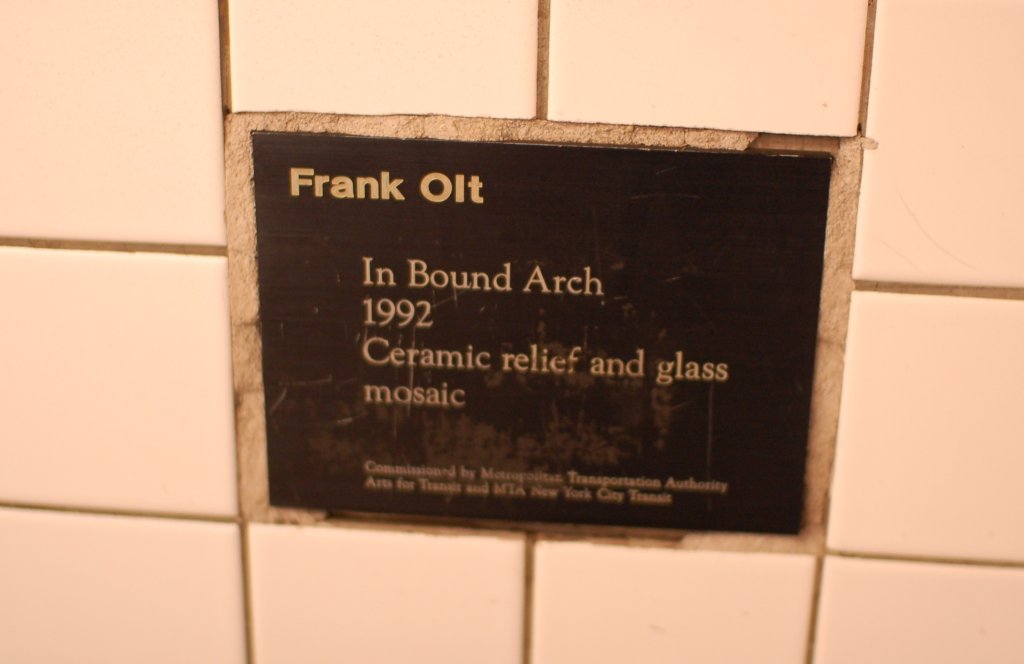 Frank Olt
In Bound Arch
1992
Ceramic relief and glass
mosaic
Commissioned by Metropolitan Transportation Authority
Arts for Transit and MTA New York City Transit